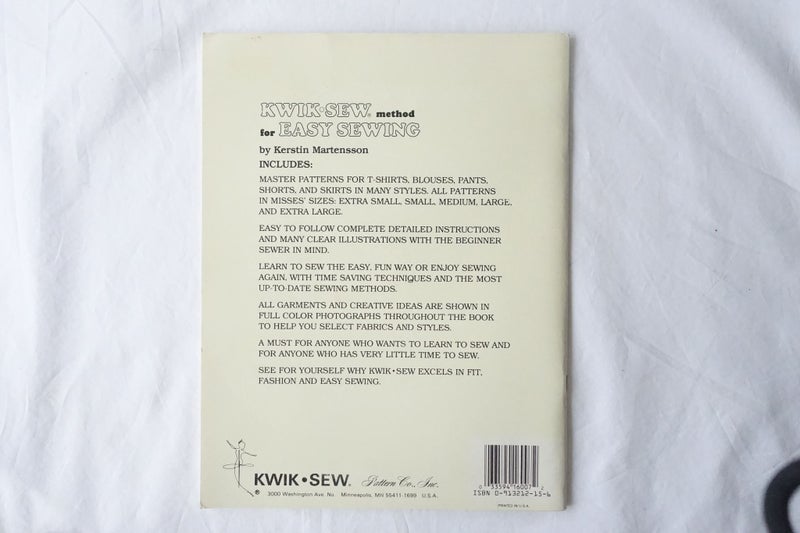 KWIK•SEW® method
for EASY SEWING
by Kerstin Martensson
INCLUDES:
MASTER PATTERNS FOR T-SHIRTS, BLOUSES, PANTS,
SHORTS, AND SKIRTS IN MANY STYLES. ALL PATTERNS
IN MISSES' SIZES: EXTRA SMALL, SMALL, MEDIUM, LARGE,
AND EXTRA LARGE.
EASY TO FOLLOW COMPLETE DETAILED INSTRUCTIONS
AND MANY CLEAR ILLUSTRATIONS WITH THE BEGINNER
SEWER IN MIND.
LEARN TO SEW THE EASY, FUN WAY OR ENJOY SEWING
AGAIN, WITH TIME SAVING TECHNIQUES AND THE MOST
UP-TO-DATE SEWING METHODS.
ALL GARMENTS AND CREATIVE IDEAS ARE SHOWN IN
FULL COLOR PHOTOGRAPHS THROUGHOUT THE BOOK
TO HELP YOU SELECT FABRICS AND STYLES.
A MUST FOR ANYONE WHO WANTS TO LEARN TO SEW AND
FOR ANYONE WHO HAS VERY LITTLE TIME TO SEW.
SEE FOR YOURSELF WHY KWIK•SEW EXCELS IN FIT,
FASHION AND EASY SEWING.
® KWIK•SEW® Pattern Co., Inc.
3000 Washington Ave. No. Minneapolis, MN 55411-1699 U.S.A.
0 33594 16007 2
ISBN 0-913212-15-6
PRINTED IN U.S.A.